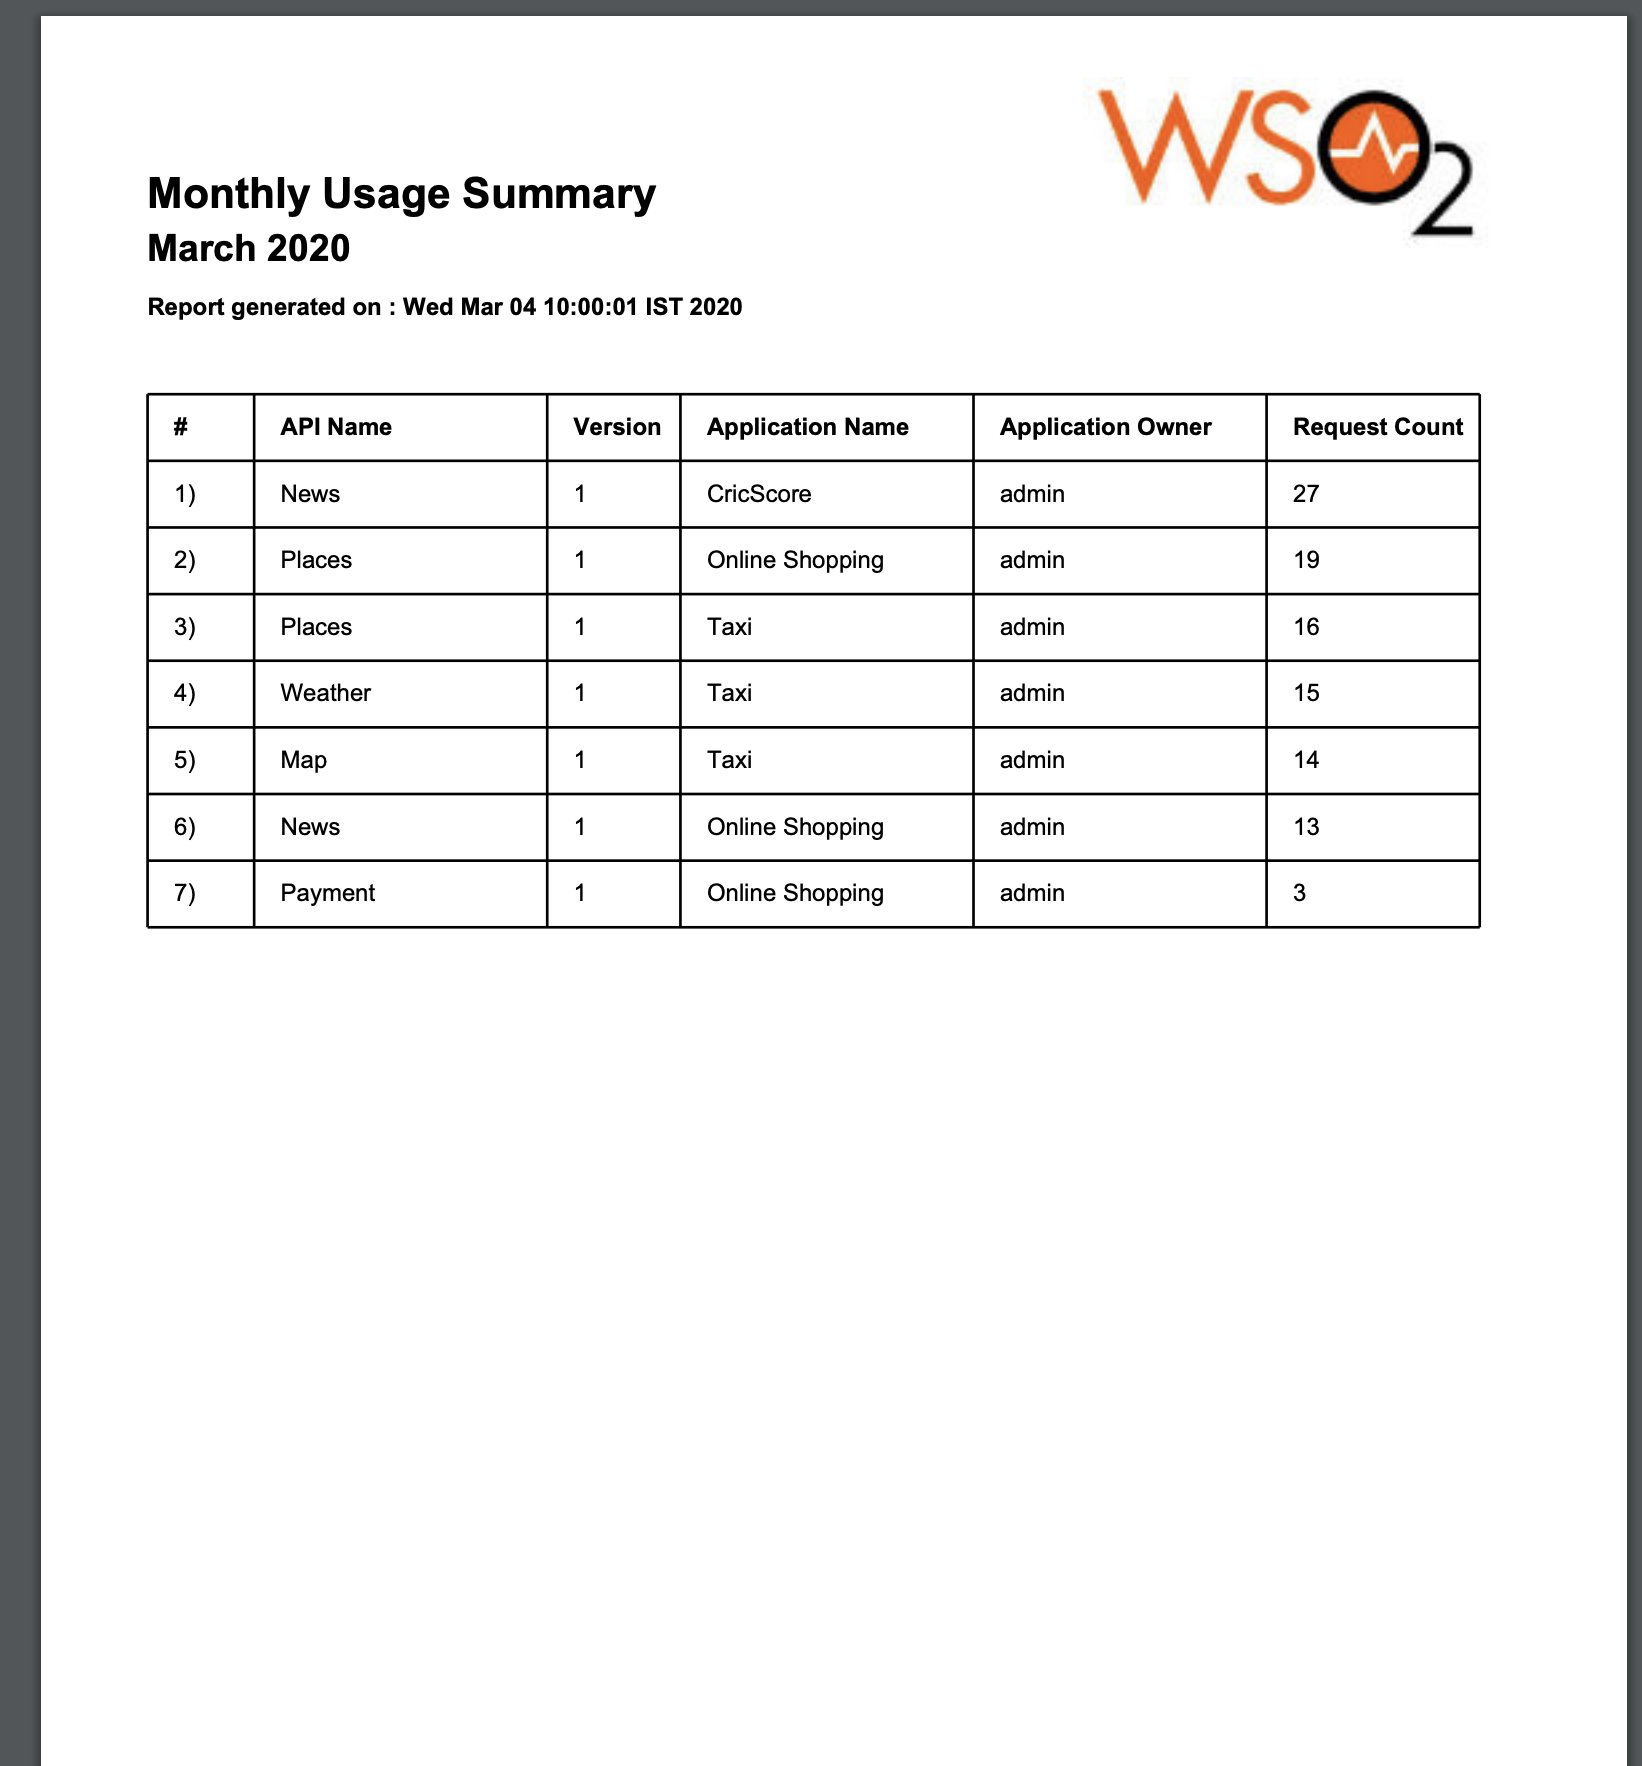 WSO2
Monthly Usage Summary
March 2020
Report generated on : Wed Mar 04 10:00:01 IST 2020
# API Name Version Application Name Application Owner Request Count
1) News 1 CricScore admin 27
2) Places 1 Online Shopping admin 19
3) Places 1 Taxi admin 16
4) Weather 1 Taxi admin 15
5) Map 1 Taxi admin 14
6) News 1 Online Shopping admin 13
7) Payment 1 Online Shopping admin 3